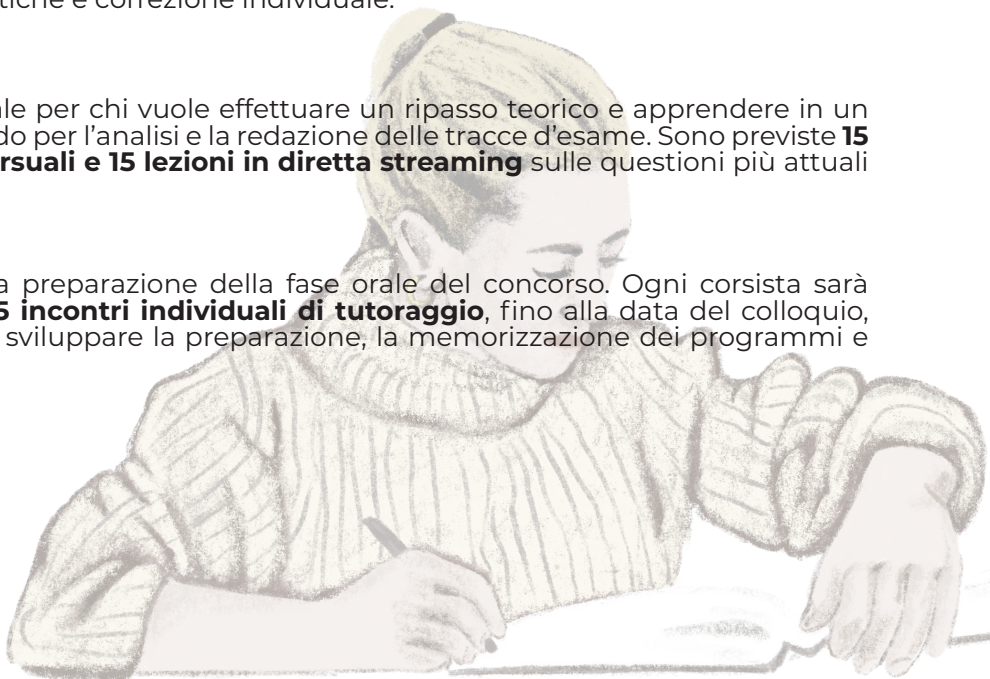 tiche e correzione individuale.
ale per chi vuole effettuare un ripasso teorico e apprendere in un
do per l’analisi e la redazione delle tracce d’esame. Sono previste 15
rsuali e 15 lezioni in diretta streaming sulle questioni più attuali
a preparazione della fase orale del concorso. Ogni corsista sarà
5 incontri individuali di tutoraggio, fino alla data del colloquio,
sviluppare la preparazione, la memorizzazione dei programmi e